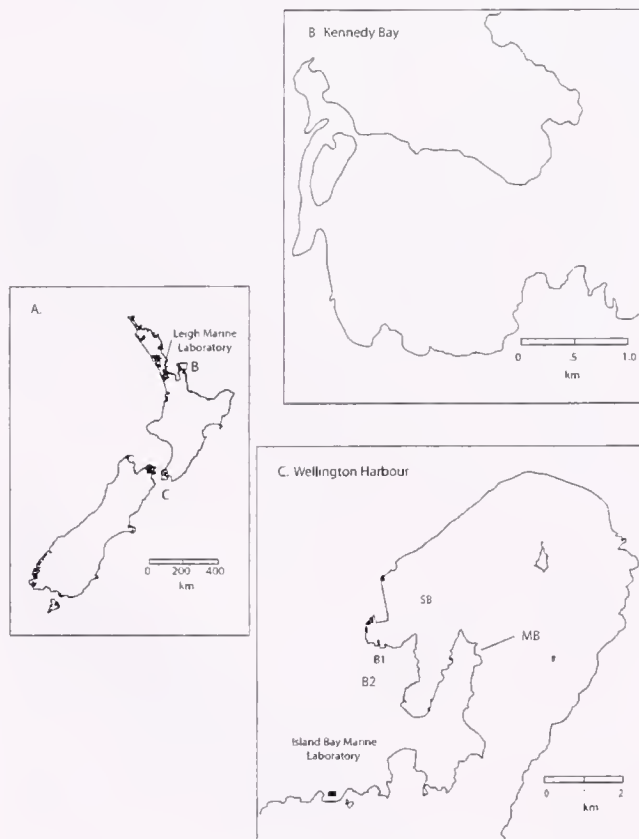 B. Kennedy Bay
0 .5 1.0
km
A.
Leigh Marine
Laboratory
B
C
0 200 400
km
C. Wellington Harbour
SB
MB
B1
B2
Island Bay Marine
Laboratory
0 1 2
km